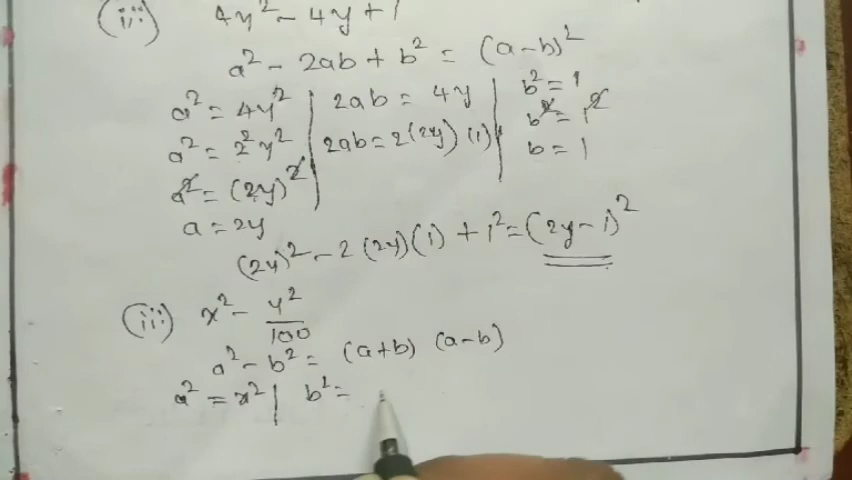 (ii) 4y² - 4y + 1
a² - 2ab + b² = (a-b)²
a² = 4y² | 2ab = 4y | b² = 1
a² = 2²y² | 2ab = 2(2y)(1) | b² = 1²
a² = (2y)² | b = 1
a = 2y
(2y)² - 2(2y)(1) + 1² = (2y-1)²
(iii) x² - y²/100
a² - b² = (a+b) (a-b)
a² = x² | b² =